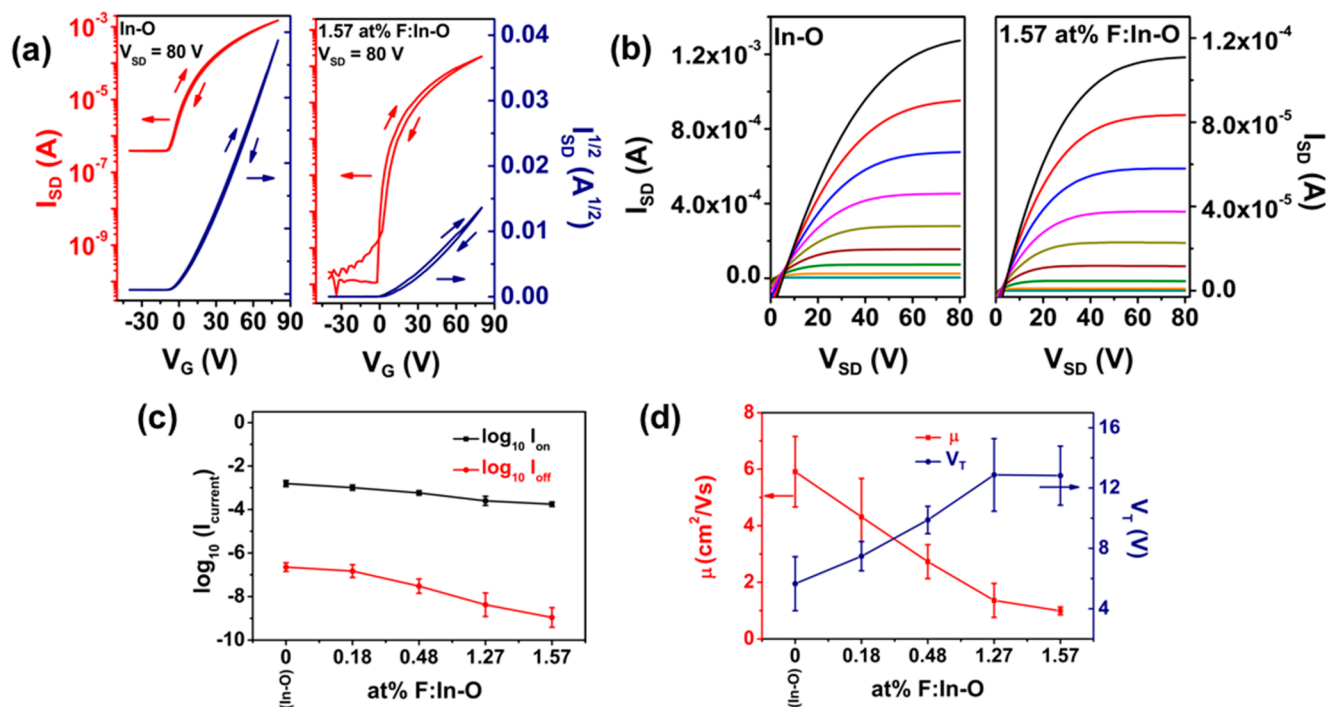 (a)
In-O
V_SD = 80 V
1.57 at% F:In-O
V_SD = 80 V
10^-3
10^-5
10^-7
10^-9
I_SD (A)
0.04
0.03
0.02
0.01
0.00
I_SD^1/2 (A^1/2)
-30 0 30 60 90
V_G (V)
-30 0 30 60 90
V_G (V)
(b)
In-O
1.57 at% F:In-O
1.2x10^-3
8.0x10^-4
4.0x10^-4
0.0
I_SD (A)
1.2x10^-4
8.0x10^-5
4.0x10^-5
0.0
I_SD (A)
0 20 40 60 80
V_SD (V)
0 20 40 60 80
V_SD (V)
(c)
0
-2
-4
-6
-8
-10
log10 (I_current)
log10 I_on
log10 I_off
0 0.18 0.48 1.27 1.57
(In-O)
at% F:In-O
(d)
8
6
4
2
0
μ (cm^2/Vs)
μ
V_T
16
12
8
4
V_T (V)
0 0.18 0.48 1.27 1.57
(In-O)
at% F:In-O